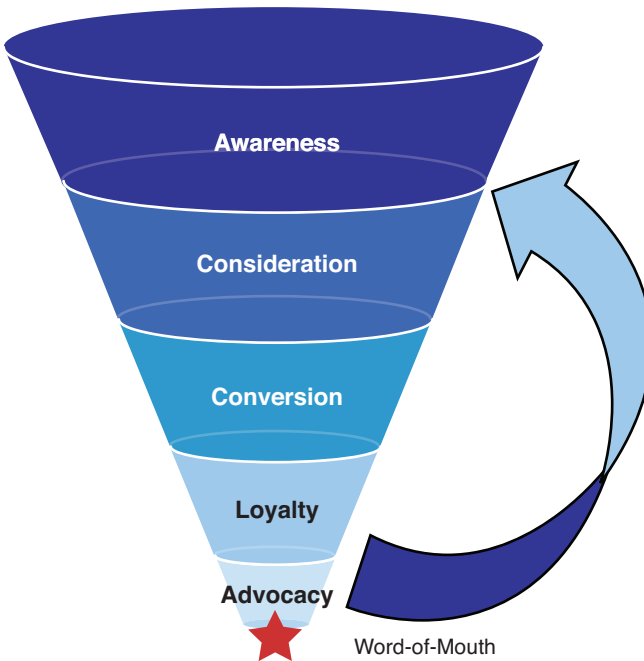 Awareness
Consideration
Conversion
Loyalty
Advocacy
Word-of-Mouth